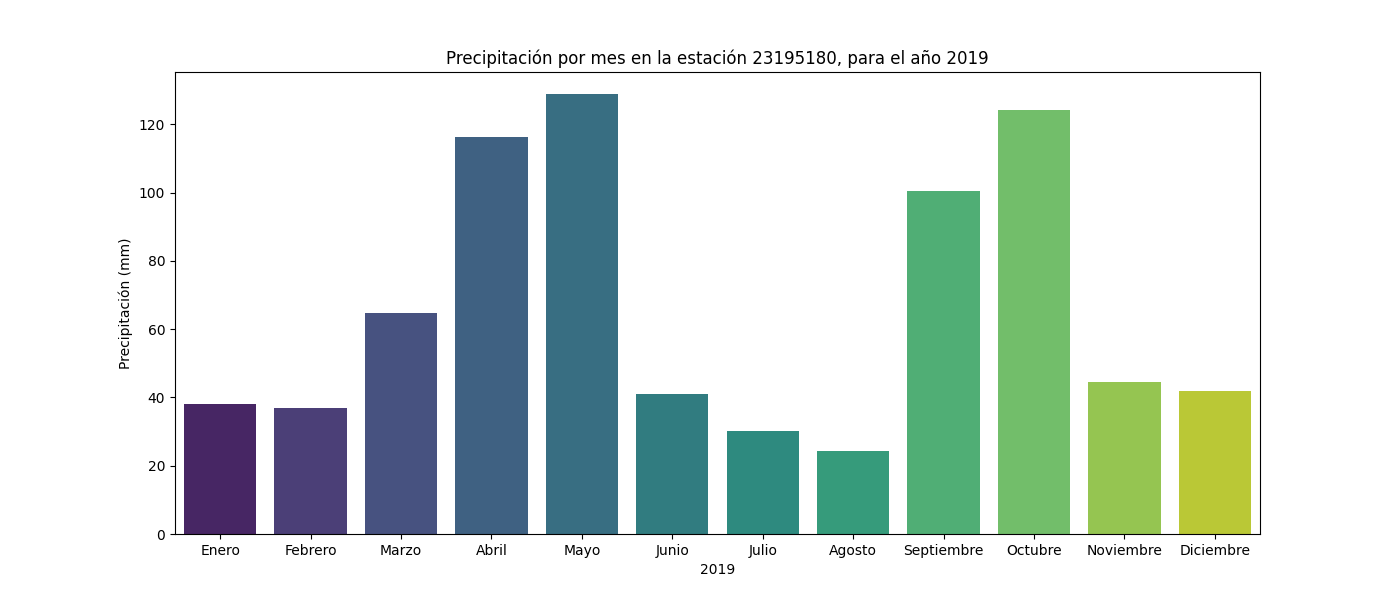 Precipitación por mes en la estación 23195180, para el año 2019
Precipitación (mm)
120
100
80
60
40
20
0
Enero Febrero Marzo Abril Mayo Junio Julio Agosto Septiembre Octubre Noviembre Diciembre
2019